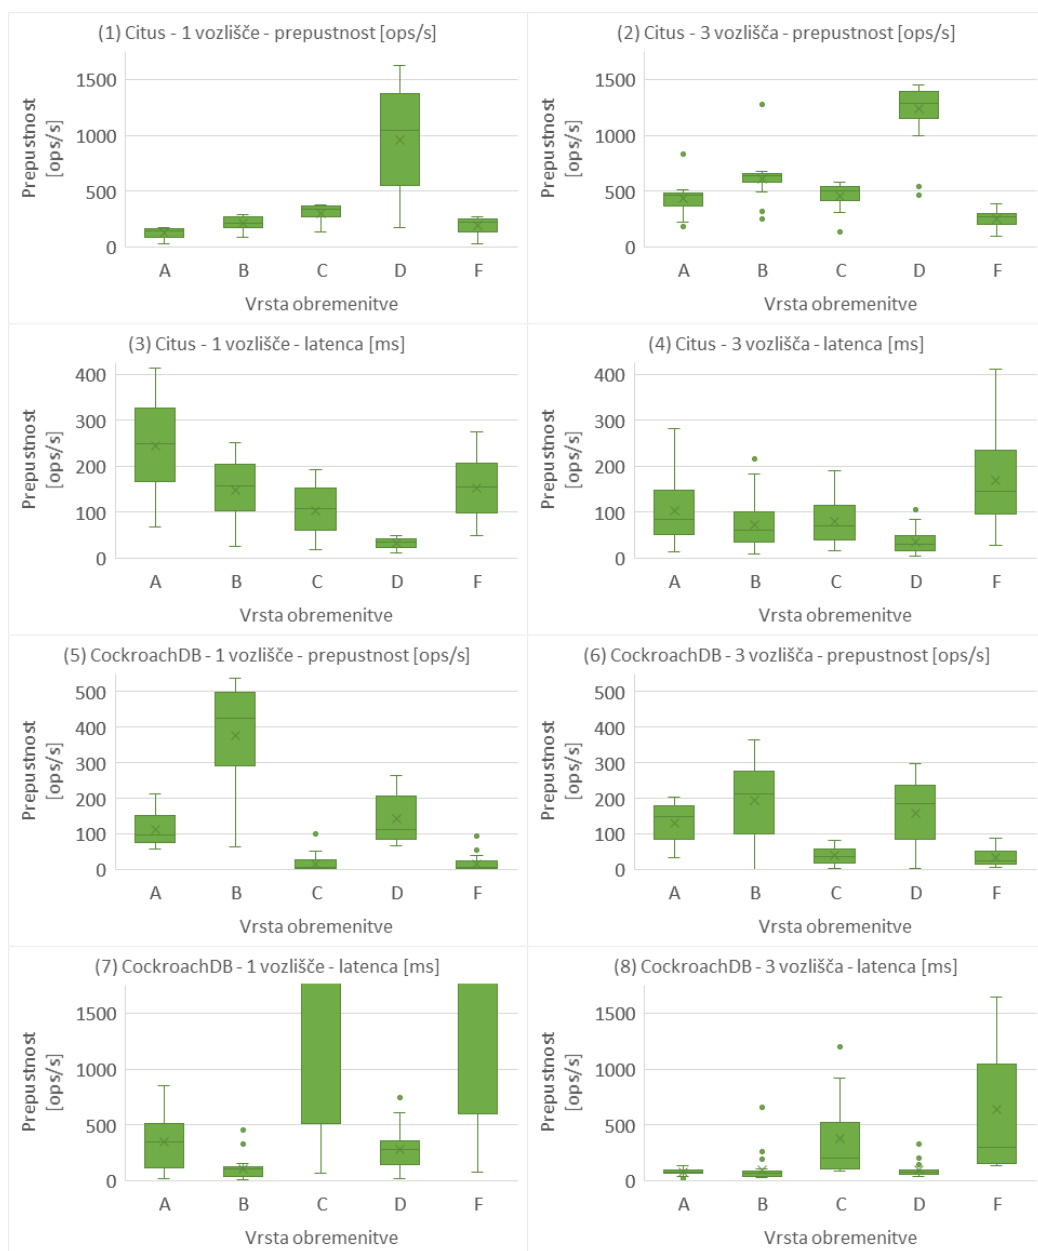 (1) Citus - 1 vozlišče - prepustnost [ops/s]
Prepustnost
[ops/s]
1500
1000
500
0
A B C D F
Vrsta obremenitve
(2) Citus - 3 vozlišča - prepustnost [ops/s]
Prepustnost
[ops/s]
1500
1000
500
0
A B C D F
Vrsta obremenitve
(3) Citus - 1 vozlišče - latenca [ms]
Prepustnost
[ops/s]
400
300
200
100
0
A B C D F
Vrsta obremenitve
(4) Citus - 3 vozlišča - latenca [ms]
Prepustnost
[ops/s]
400
300
200
100
0
A B C D F
Vrsta obremenitve
(5) CockroachDB - 1 vozlišče - prepustnost [ops/s]
Prepustnost
[ops/s]
500
400
300
200
100
0
A B C D F
Vrsta obremenitve
(6) CockroachDB - 3 vozlišča - prepustnost [ops/s]
Prepustnost
[ops/s]
500
400
300
200
100
0
A B C D F
Vrsta obremenitve
(7) CockroachDB - 1 vozlišče - latenca [ms]
Prepustnost
[ops/s]
1500
1000
500
0
A B C D F
Vrsta obremenitve
(8) CockroachDB - 3 vozlišča - latenca [ms]
Prepustnost
[ops/s]
1500
1000
500
0
A B C D F
Vrsta obremenitve